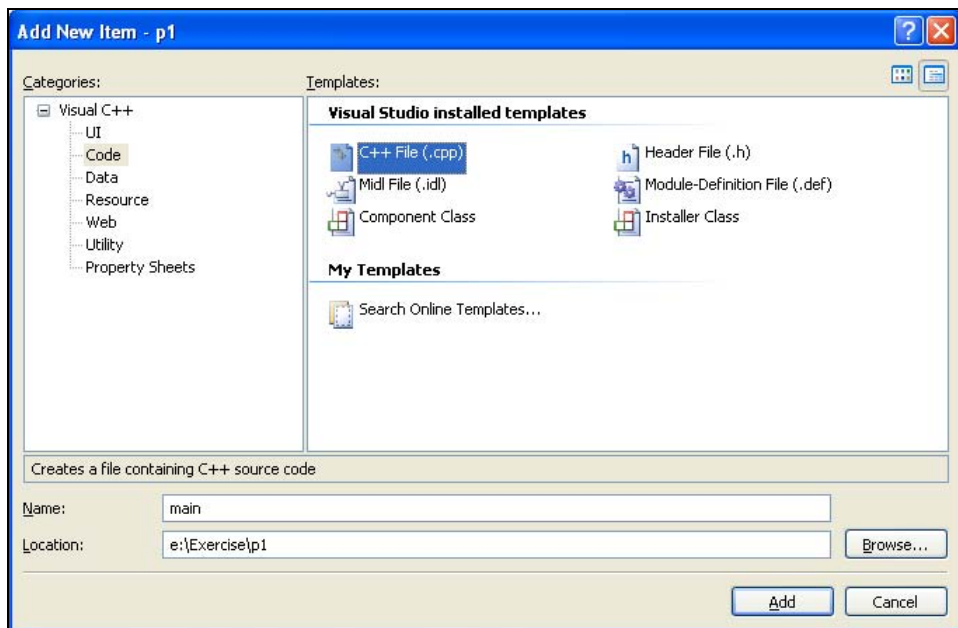 Add New Item - p1
Categories:
Templates:
Visual C++
UI
Code
Data
Resource
Web
Utility
Property Sheets
Visual Studio installed templates
C++ File (.cpp)
Header File (.h)
Midl File (.idl)
Module-Definition File (.def)
Component Class
Installer Class
My Templates
Search Online Templates...
Creates a file containing C++ source code
Name:
main
Location:
e:\Exercise\p1
Browse...
Add
Cancel